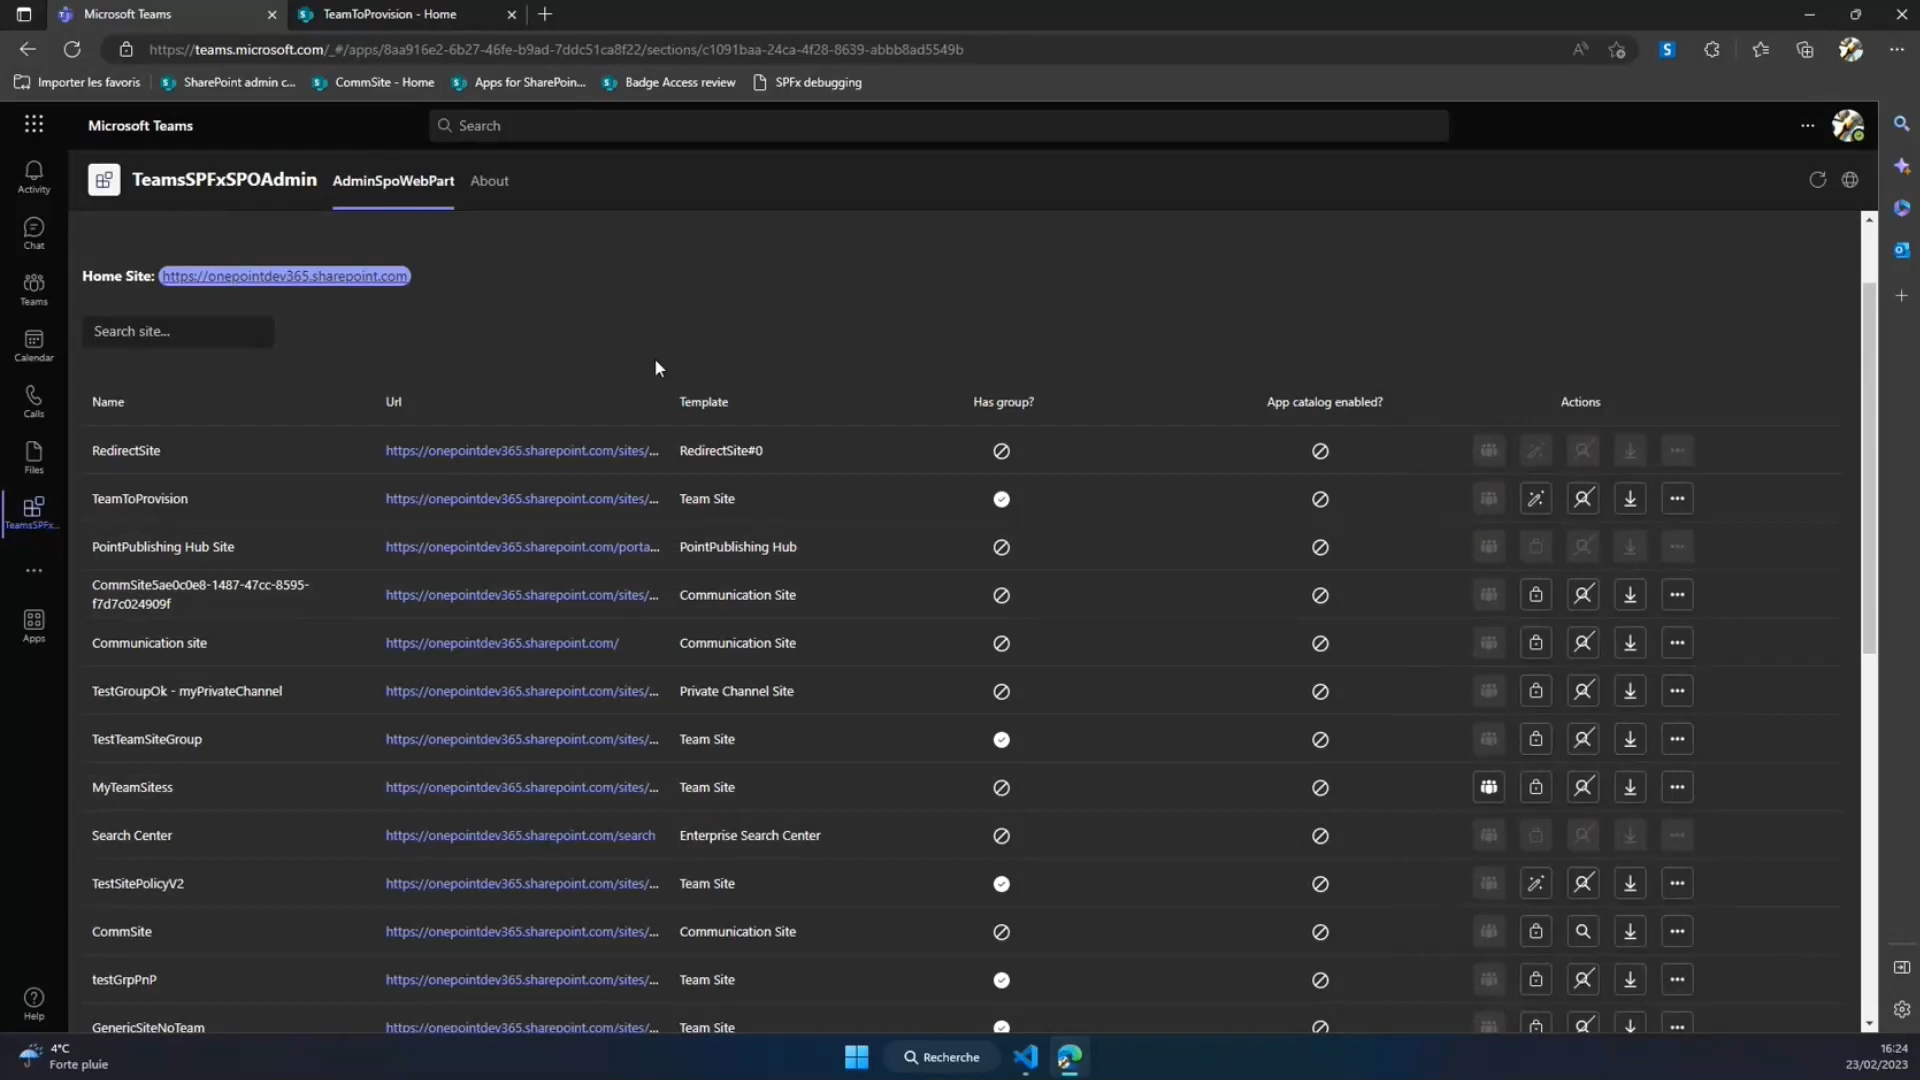 Microsoft Teams
TeamToProvision - Home
https://teams.microsoft.com/_#/apps/8aa916e2-6b27-46fe-b9ad-7ddc51ca8f22/sections/c1091baa-24ca-4f28-8639-abbb8ad5549b
Importer les favoris
SharePoint admin c...
CommSite - Home
Apps for SharePoin...
Badge Access review
SPFx debugging
Microsoft Teams
Search
Activity
Chat
Teams
Calendar
Calls
Files
TeamsSPFx...
Apps
Help
TeamsSPFxSPOAdmin
AdminSpoWebPart
About
Home Site: https://onepointdev365.sharepoint.com
Search site...
Name Url Template Has group? App catalog enabled? Actions
RedirectSite https://onepointdev365.sharepoint.com/sites/... RedirectSite#0
TeamToProvision https://onepointdev365.sharepoint.com/sites/... Team Site
PointPublishing Hub Site https://onepointdev365.sharepoint.com/porta... PointPublishing Hub
CommSite5ae0c0e8-1487-47cc-8595-
f7d7c024909f https://onepointdev365.sharepoint.com/sites/... Communication Site
Communication site https://onepointdev365.sharepoint.com/ Communication Site
TestGroupOk - myPrivateChannel https://onepointdev365.sharepoint.com/sites/... Private Channel Site
TestTeamSiteGroup https://onepointdev365.sharepoint.com/sites/... Team Site
MyTeamSitess https://onepointdev365.sharepoint.com/sites/... Team Site
Search Center https://onepointdev365.sharepoint.com/search Enterprise Search Center
TestSitePolicyV2 https://onepointdev365.sharepoint.com/sites/... Team Site
CommSite https://onepointdev365.sharepoint.com/sites/... Communication Site
testGrpPnP https://onepointdev365.sharepoint.com/sites/... Team Site
GenericSiteNoTeam https://onepointdev365.sharepoint.com/sites/... Team Site
4°C
Forte pluie
Recherche
16:24
23/02/2023